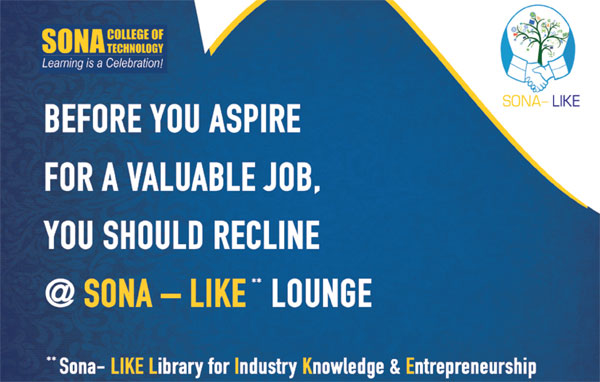 SONA COLLEGE OF TECHNOLOGY
Learning is a Celebration!
SONA– LIKE
BEFORE YOU ASPIRE
FOR A VALUABLE JOB,
YOU SHOULD RECLINE
@ SONA – LIKE ¨ LOUNGE
¨ Sona– LIKE Library for Industry Knowledge & Entrepreneurship